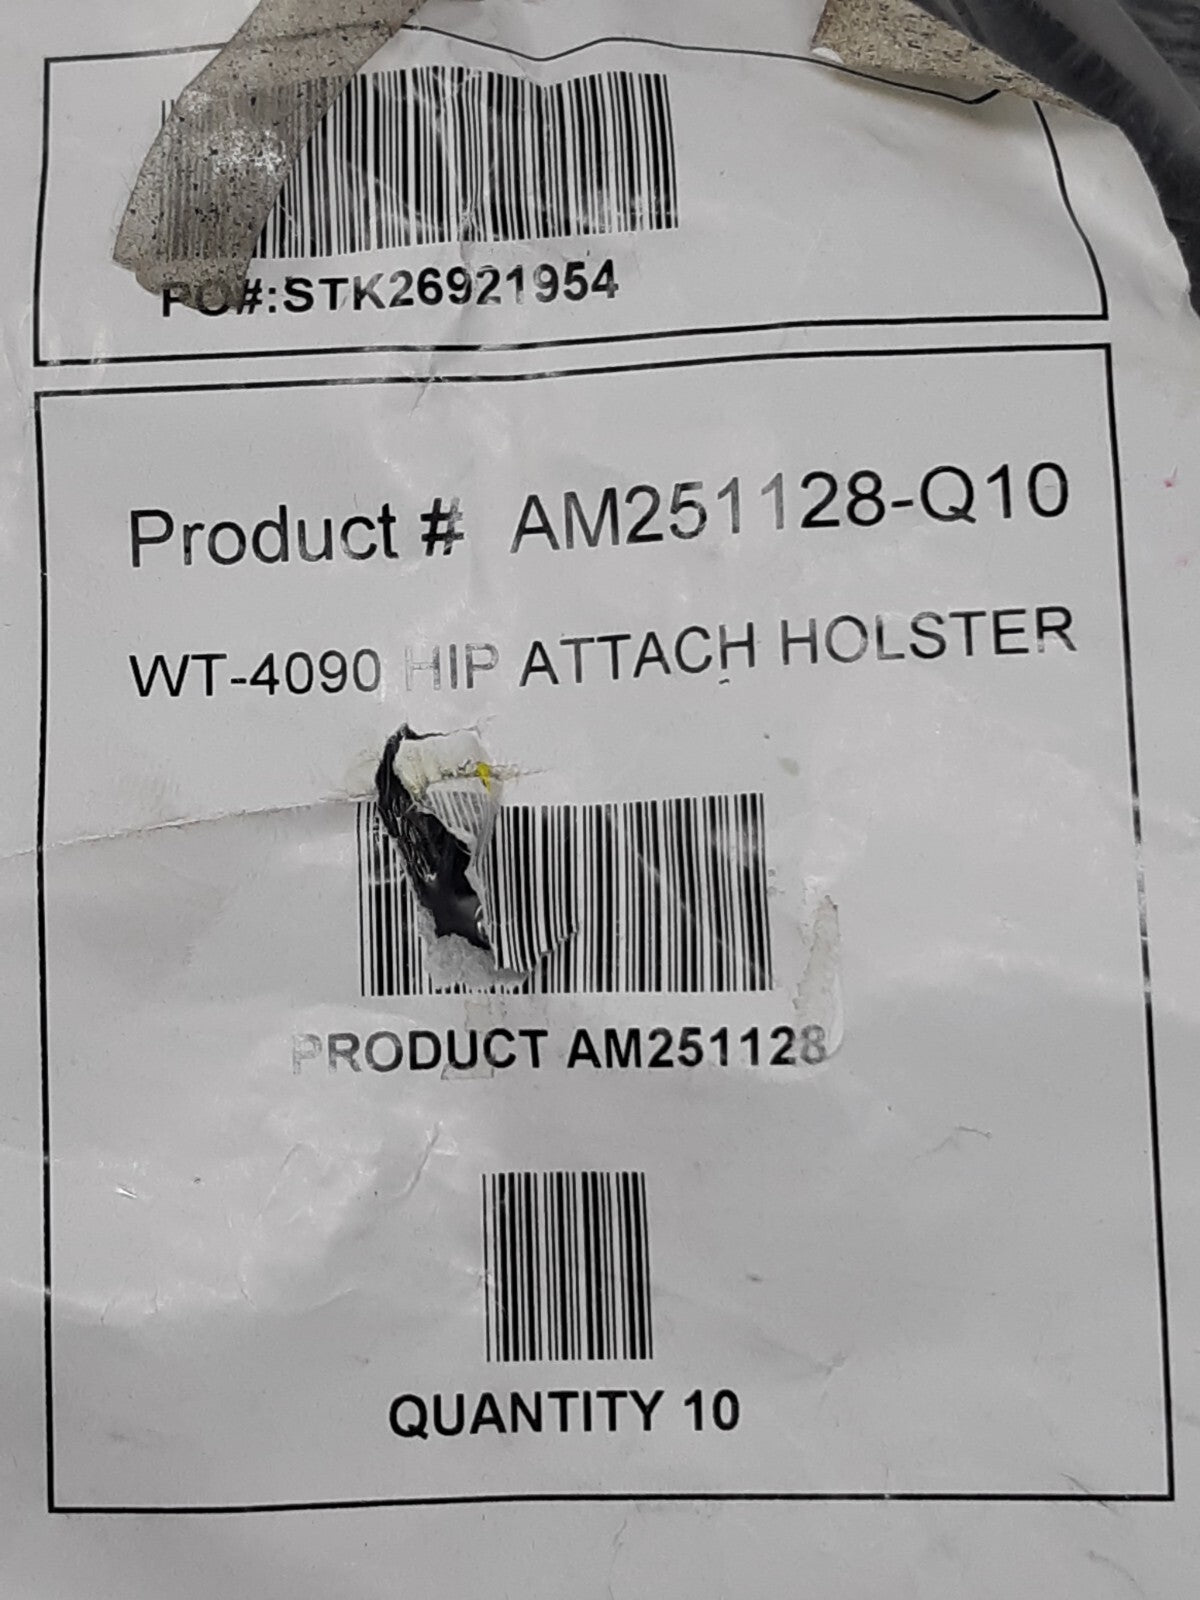 PO#:STK26921954
Product # AM251128-Q10
WT-4090 HIP ATTACH HOLSTER
PRODUCT AM251128
QUANTITY 10